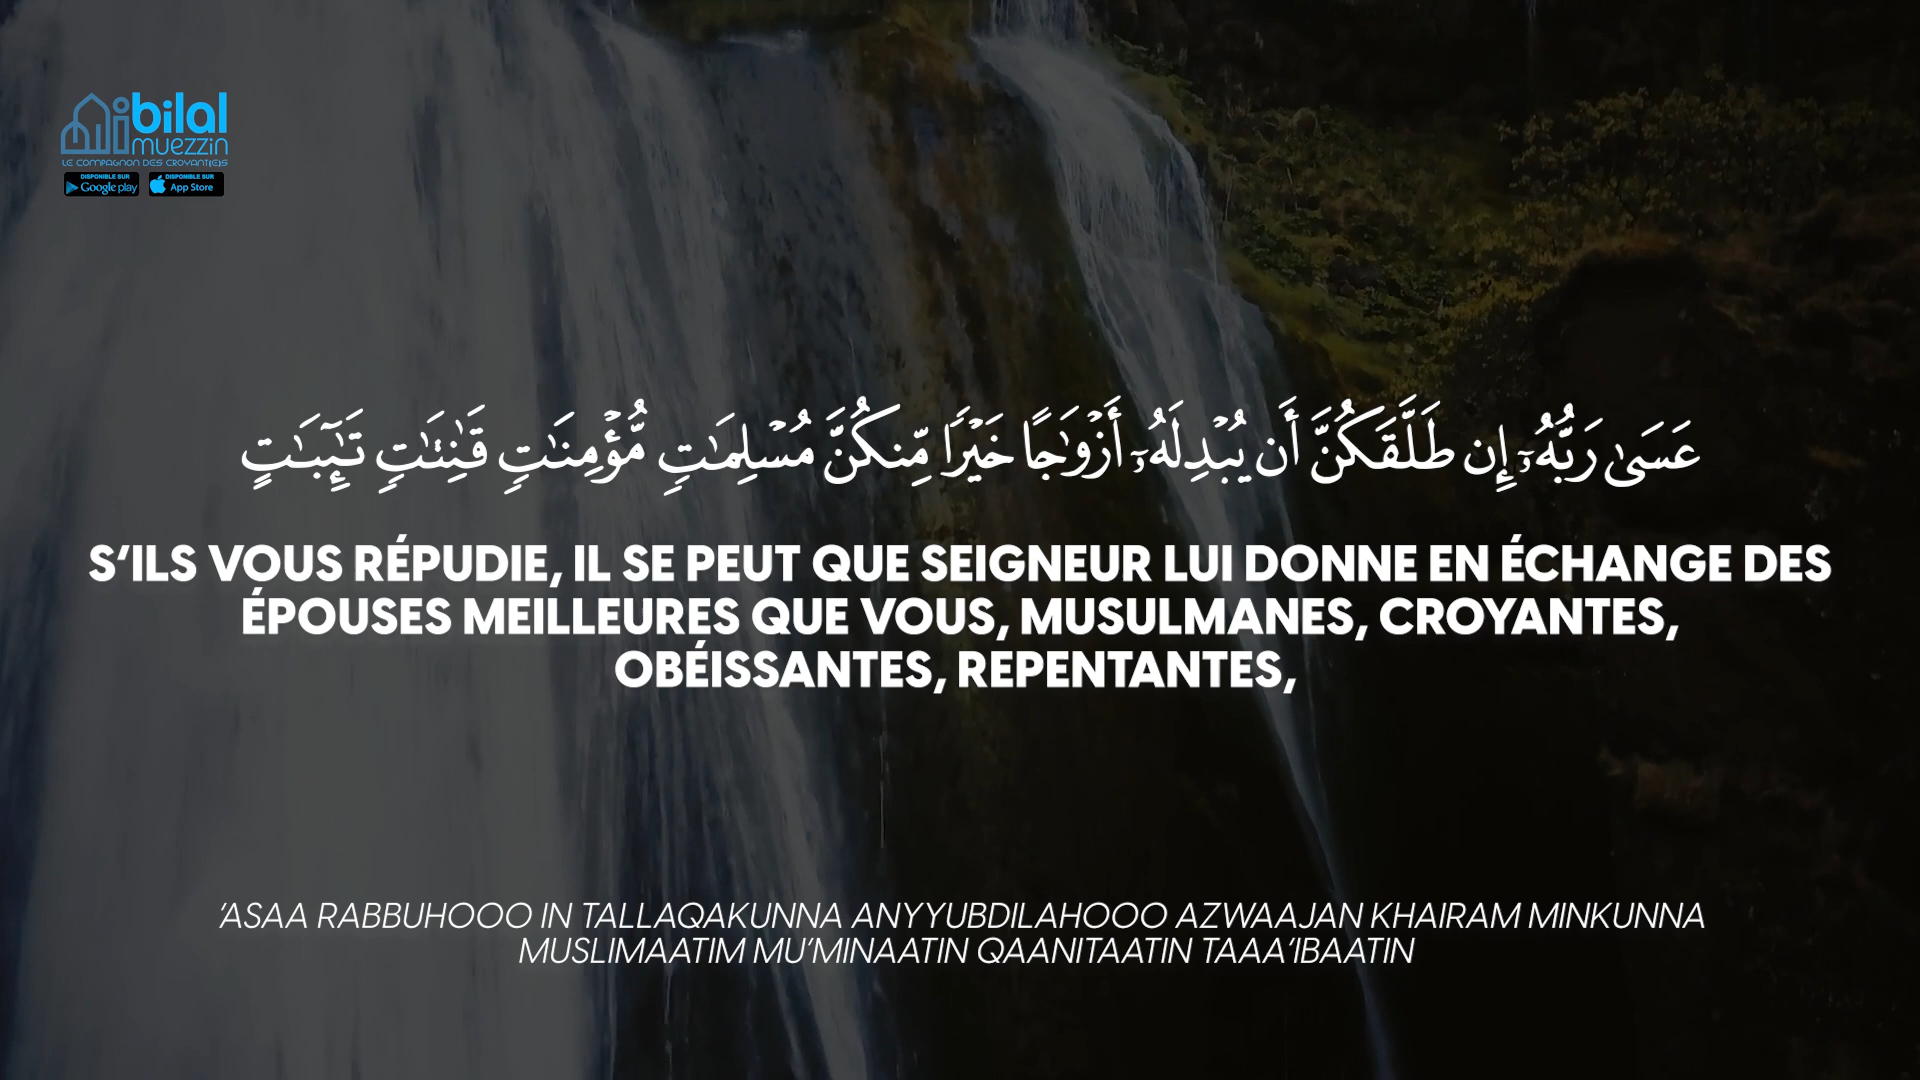 ibilal
muezzin
LE COMPAGNON DES CROYANT(E)S
DISPONIBLE SUR
Google play
DISPONIBLE SUR
App Store
عَسَىٰ رَبُّهُۥٓ إِن طَلَّقَكُنَّ أَن يُبۡدِلَهُۥٓ أَزۡوَٰجًا خَيۡرٗا مِّنكُنَّ مُسۡلِمَٰتٖ مُّؤۡمِنَٰتٖ قَٰنِتَٰتٖ تَٰٓئِبَٰتٍ
S'ILS VOUS RÉPUDIE, IL SE PEUT QUE SEIGNEUR LUI DONNE EN ÉCHANGE DES
ÉPOUSES MEILLEURES QUE VOUS, MUSULMANES, CROYANTES,
OBÉISSANTES, REPENTANTES,
'ASAA RABBUHOOO IN TALLAQAKUNNA ANYYUBDILAHOOO AZWAAJAN KHAIRAM MINKUNNA
MUSLIMAATIM MU'MINAATIN QAANITAATIN TAAA'IBAATIN